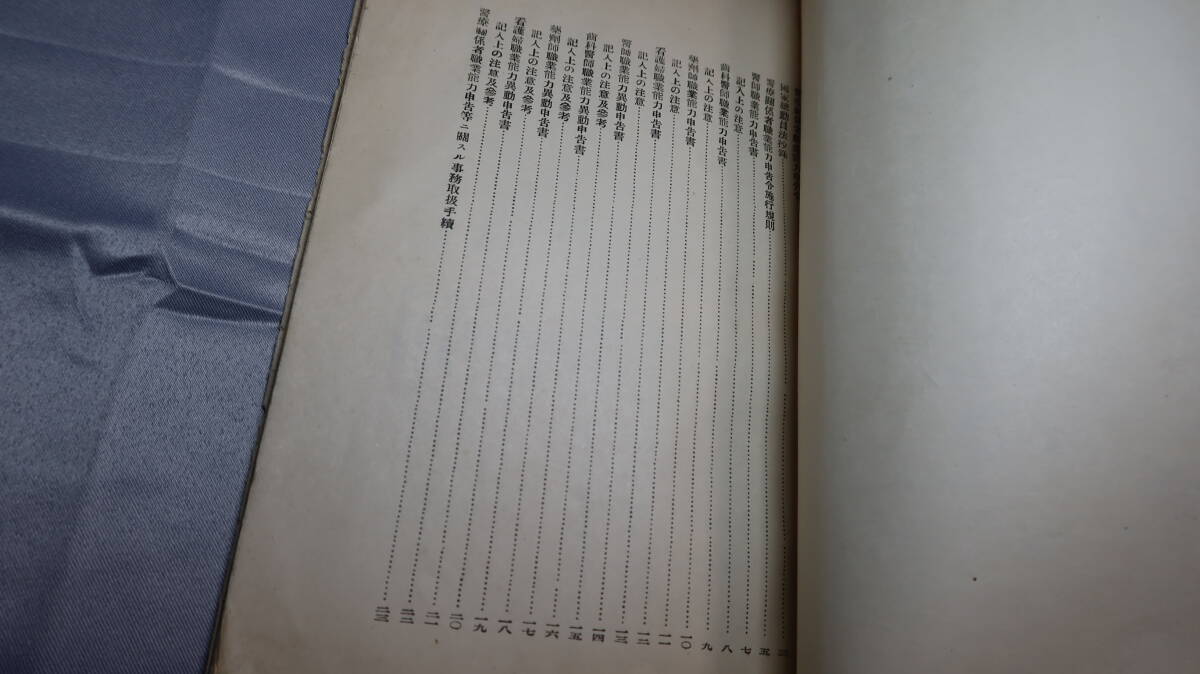 國家總動員法抄錄……三
醫療關係者職業能力申告令施行規則……五
醫師職業能力申告書……七
記入上の注意……八
齒科醫師職業能力申告書……九
記入上の注意……一〇
藥劑師職業能力申告書……一一
記入上の注意……一二
看護婦職業能力申告書……一三
記入上の注意……一四
醫師職業能力異動申告書……一五
記入上の注意及參考……一六
齒科醫師職業能力異動申告書……一七
記入上の注意及參考……一八
藥劑師職業能力異動申告書……一九
記入上の注意及參考……二〇
看護婦職業能力異動申告書……二一
記入上の注意及參考……二二
醫療關係者職業能力申告等ニ關スル事務取扱手續……二三